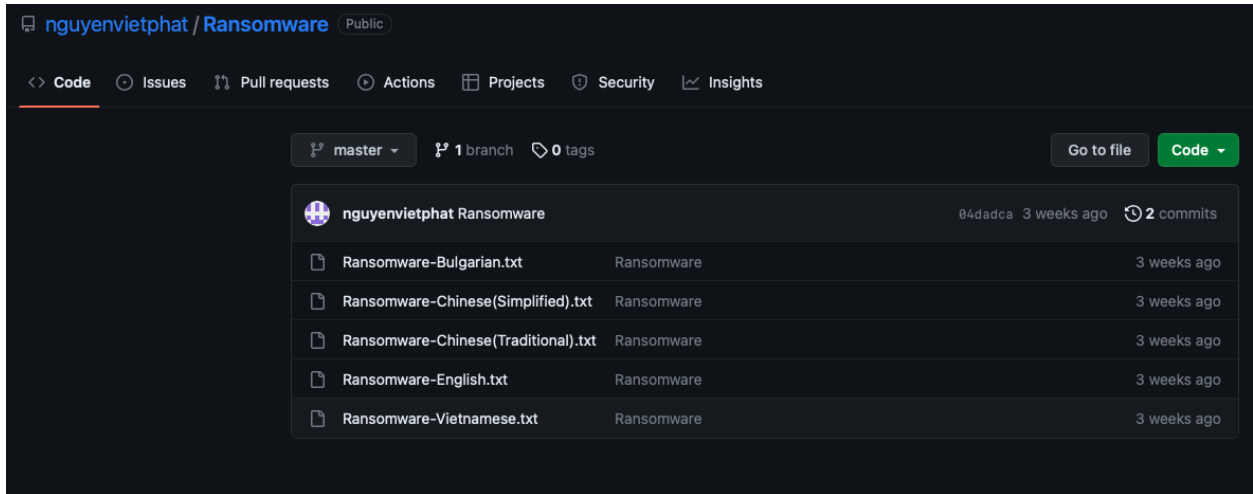 nguyenvietphat / Ransomware Public
Code Issues Pull requests Actions Projects Security Insights
master 1 branch 0 tags Go to file Code
nguyenvietphat Ransomware 04dadca 3 weeks ago 2 commits
Ransomware-Bulgarian.txt Ransomware 3 weeks ago
Ransomware-Chinese(Simplified).txt Ransomware 3 weeks ago
Ransomware-Chinese(Traditional).txt Ransomware 3 weeks ago
Ransomware-English.txt Ransomware 3 weeks ago
Ransomware-Vietnamese.txt Ransomware 3 weeks ago